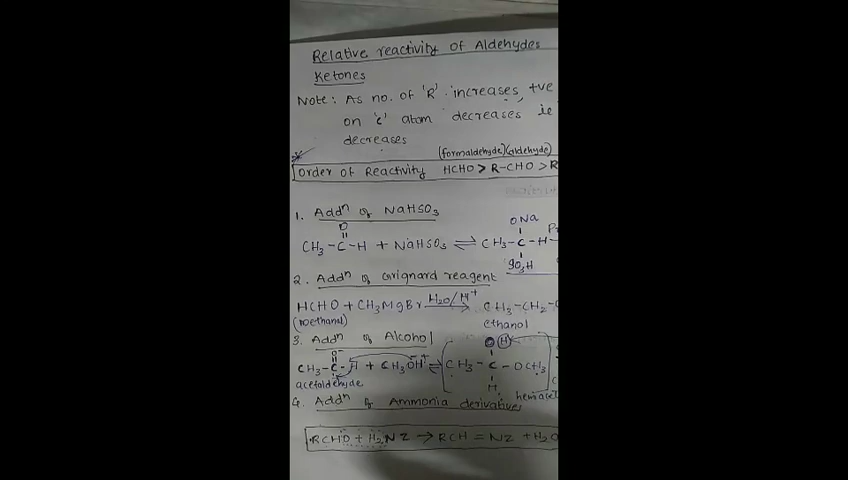 Relative reactivity of Aldehydes
Ketones
Note: As no. of 'R' increases, +ve
on 'c' atom decreases ie
decreases
(formaldehyde) (aldehyde)
Order of Reactivity HCHO > R-CHO > R
1. Addⁿ of NaHSO₃
O ONa
CH₃-C-H + NaHSO₃ ⇌ CH₃-C-H-
SO₃H
2. Addⁿ of Grignard reagent
HCHO + CH₃MgBr H₂O/H⁺ → CH₃-CH₂-
ethanol
3. Addⁿ of Alcohol
O⁻ O H
CH₃-C-H + CH₃OH ⇌ CH₃-C-OCH₃
acetaldehyde H hemiacet
4. Addⁿ of Ammonia derivatives
RCHO + H₂NZ → RCH = NZ + H₂O